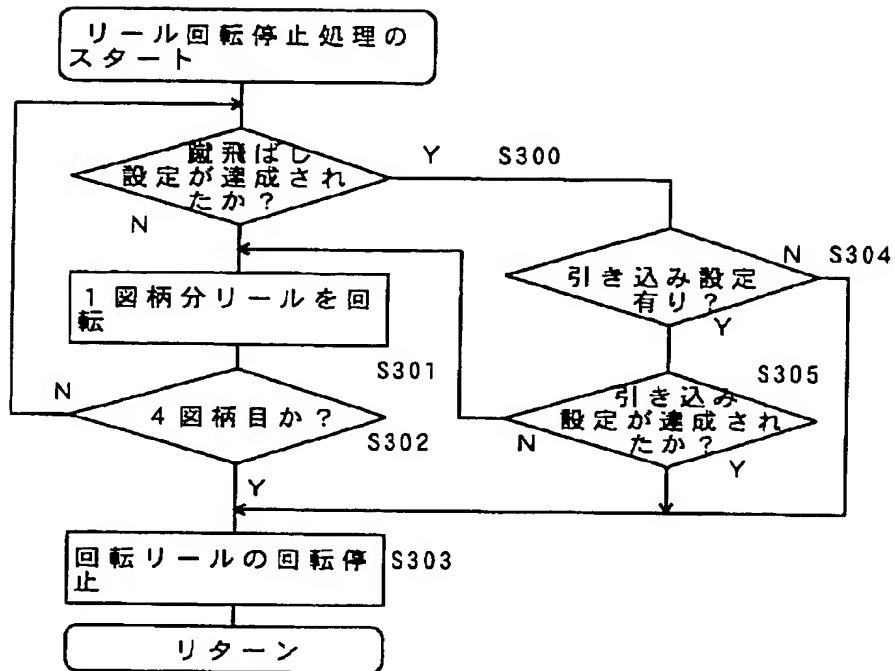 リール回転停止処理の
スタート
蹴飛ばし
設定が達成され
たか？
Y
S300
N
引き込み設定
有り？
N
S304
Y
1図柄分リールを回
転
S301
引き込み
設定が達成され
たか？
S305
N
Y
4図柄目か？
N
S302
Y
回転リールの回転停
止
S303
リターン